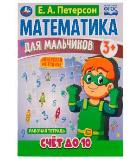 Е. А. Петерсон
МАТЕМАТИКА
ДЛЯ МАЛЬЧИКОВ
3+
РАБОЧАЯ ТЕТРАДЬ
СЧЁТ ДО 10